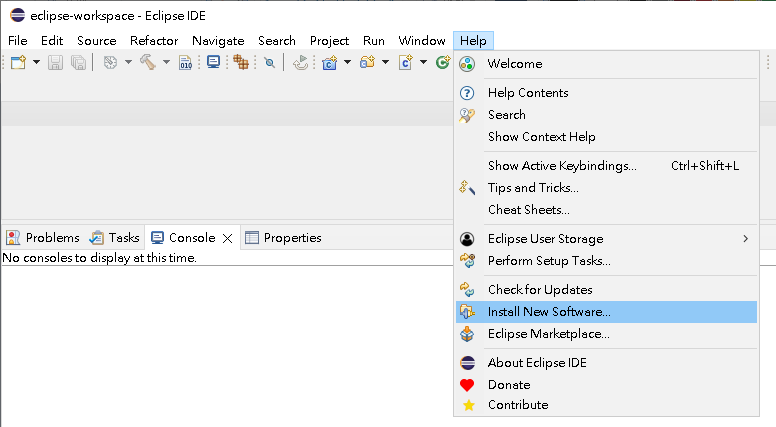 eclipse-workspace - Eclipse IDE
File Edit Source Refactor Navigate Search Project Run Window Help
010
Welcome
Help Contents
Search
Show Context Help
Show Active Keybindings... Ctrl+Shift+L
Tips and Tricks...
Cheat Sheets...
Eclipse User Storage
Perform Setup Tasks...
Check for Updates
Install New Software...
Eclipse Marketplace...
About Eclipse IDE
Donate
Contribute
Problems Tasks Console Properties
No consoles to display at this time.